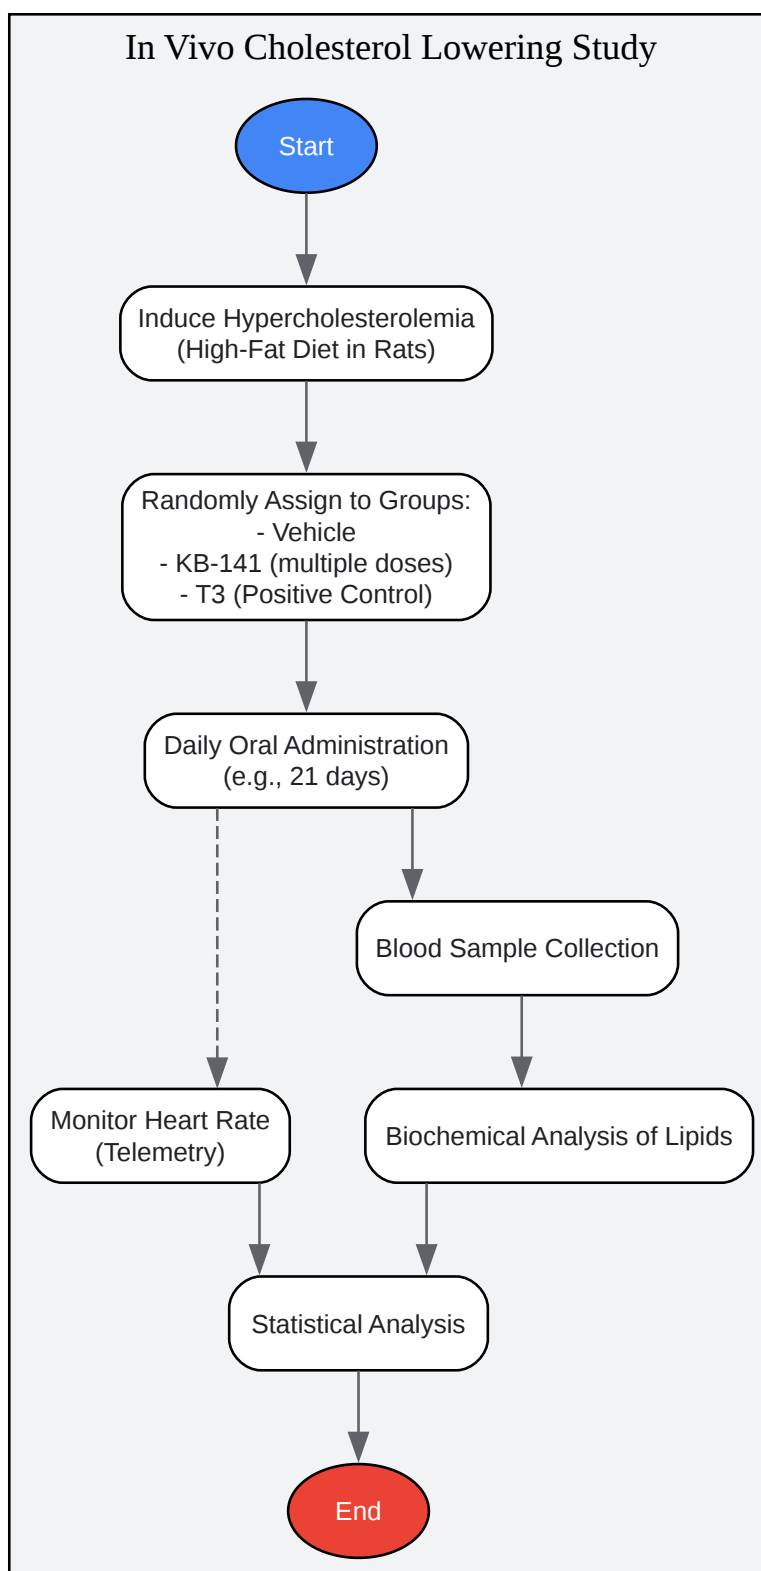 In Vivo Cholesterol Lowering Study
Start
Induce Hypercholesterolemia
(High-Fat Diet in Rats)
Randomly Assign to Groups:
- Vehicle
- KB-141 (multiple doses)
- T3 (Positive Control)
Daily Oral Administration
(e.g., 21 days)
Blood Sample Collection
Monitor Heart Rate
(Telemetry)
Biochemical Analysis of Lipids
Statistical Analysis
End